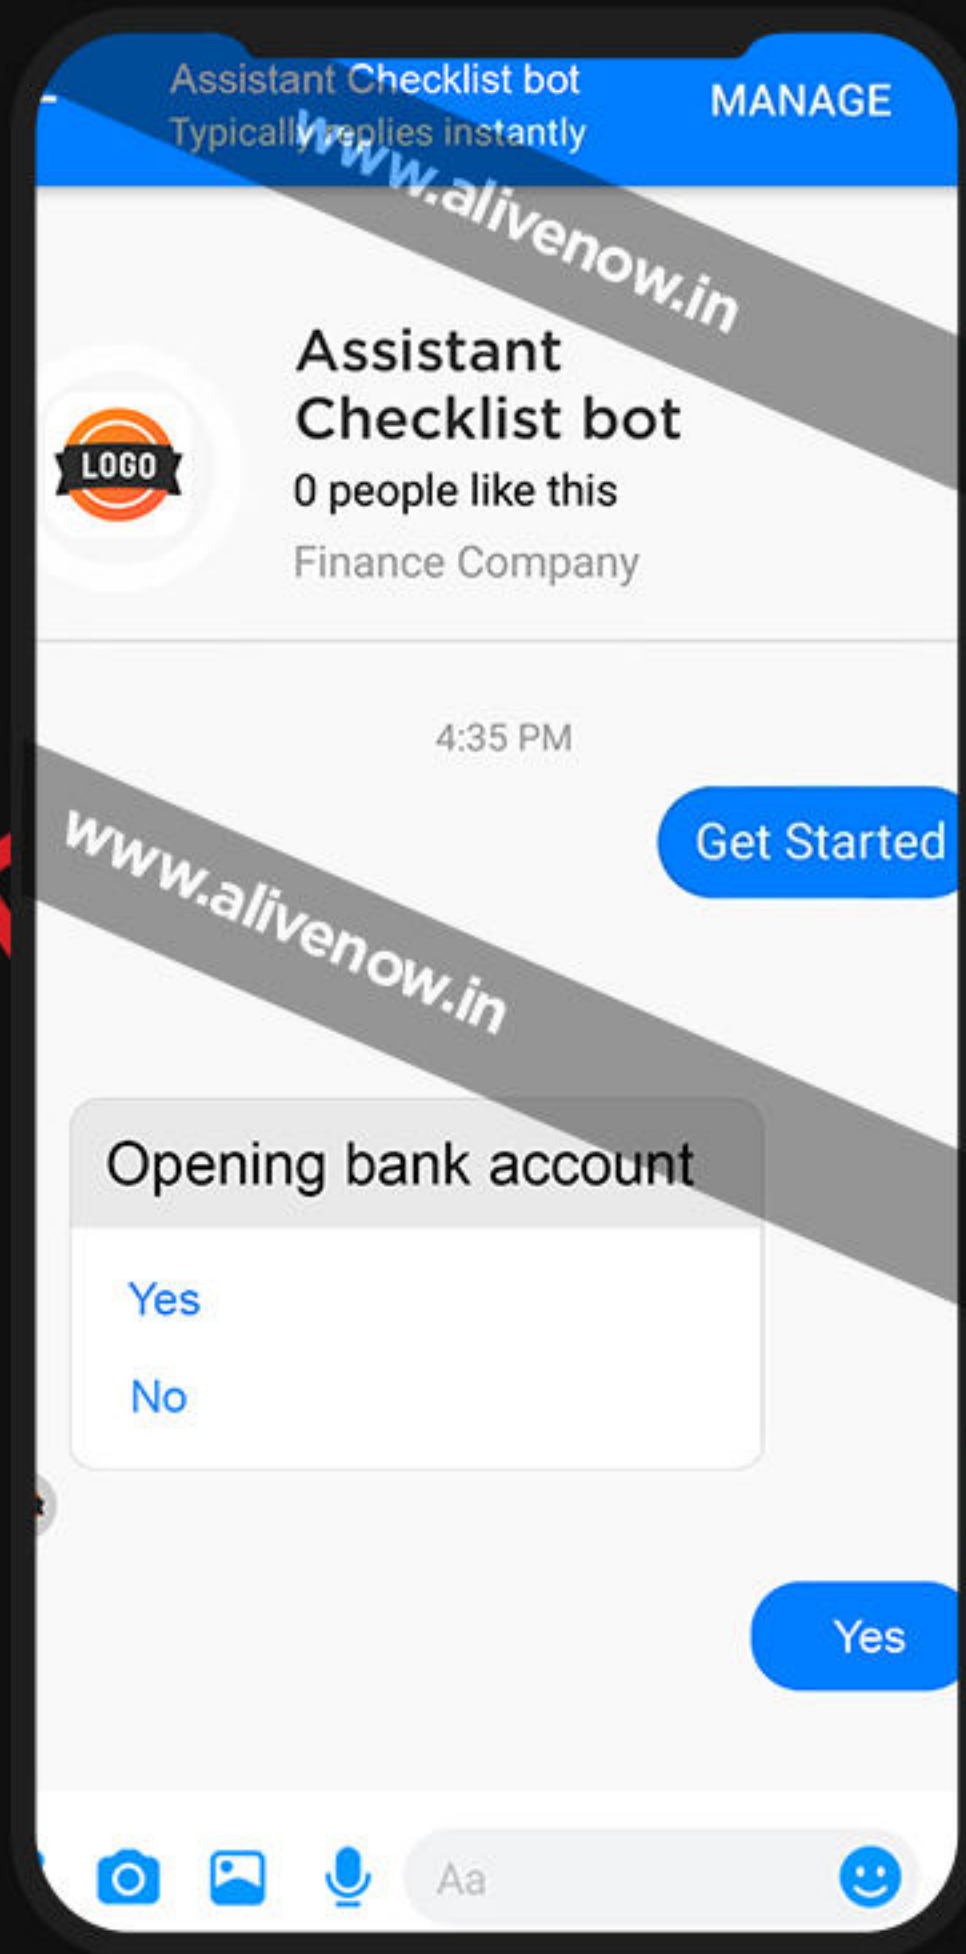 Assistant Checklist bot
Typically replies instantly
MANAGE
www.alivenow.in
Assistant
Checklist bot
LOGO
0 people like this
Finance Company
4:35 PM
Get Started
www.alivenow.in
Opening bank account
Yes
No
Yes
Aa